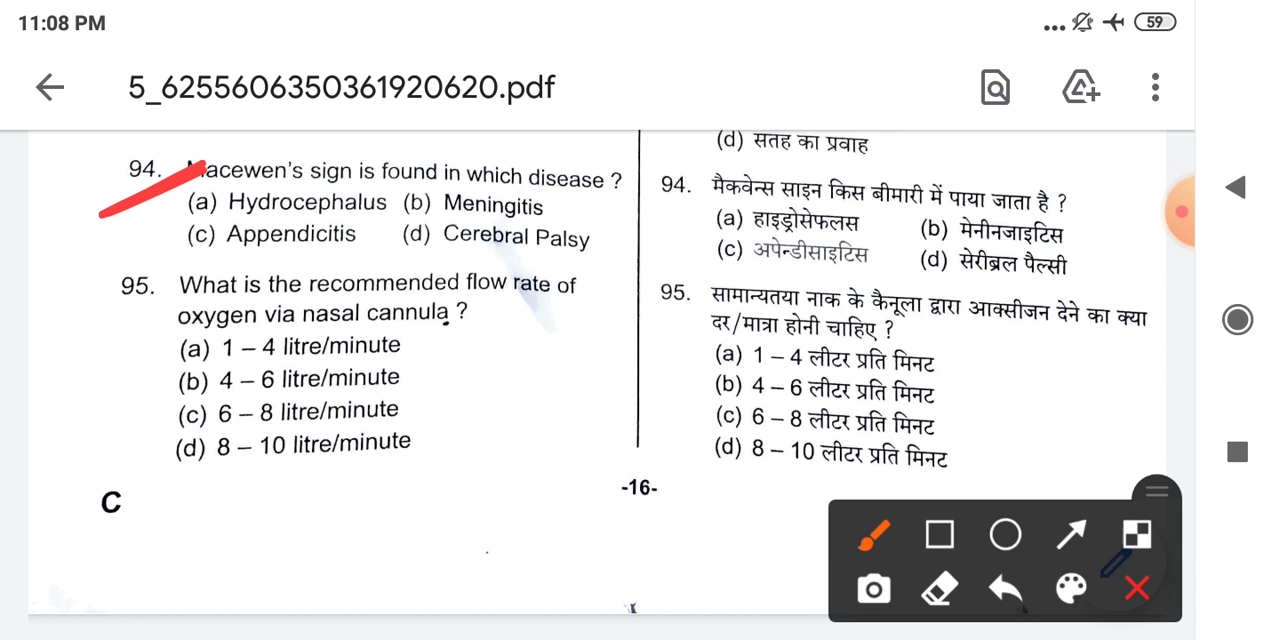 11:08 PM
59
5_6255606350361920620.pdf
94. Macewen's sign is found in which disease ?
(a) Hydrocephalus (b) Meningitis
(c) Appendicitis (d) Cerebral Palsy
95. What is the recommended flow rate of
oxygen via nasal cannula ?
(a) 1 – 4 litre/minute
(b) 4 – 6 litre/minute
(c) 6 – 8 litre/minute
(d) 8 – 10 litre/minute
(d) सतह का प्रवाह
94. मैकवेन्स साइन किस बीमारी में पाया जाता है ?
(a) हाइड्रोसेफलस (b) मेनीनजाइटिस
(c) अपेन्डीसाइटिस (d) सेरीब्रल पैल्सी
95. सामान्यतया नाक के कैनूला द्वारा आक्सीजन देने का क्या
दर/मात्रा होनी चाहिए ?
(a) 1 – 4 लीटर प्रति मिनट
(b) 4 – 6 लीटर प्रति मिनट
(c) 6 – 8 लीटर प्रति मिनट
(d) 8 – 10 लीटर प्रति मिनट
C
-16-